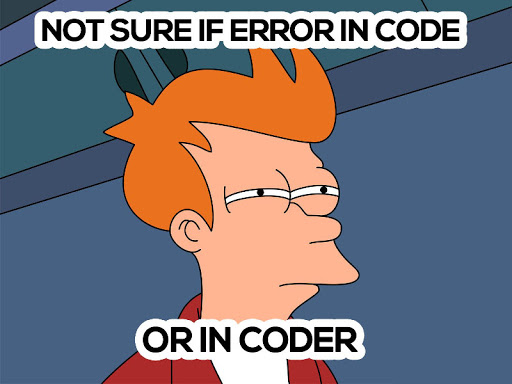 NOT SURE IF ERROR IN CODE
OR IN CODER